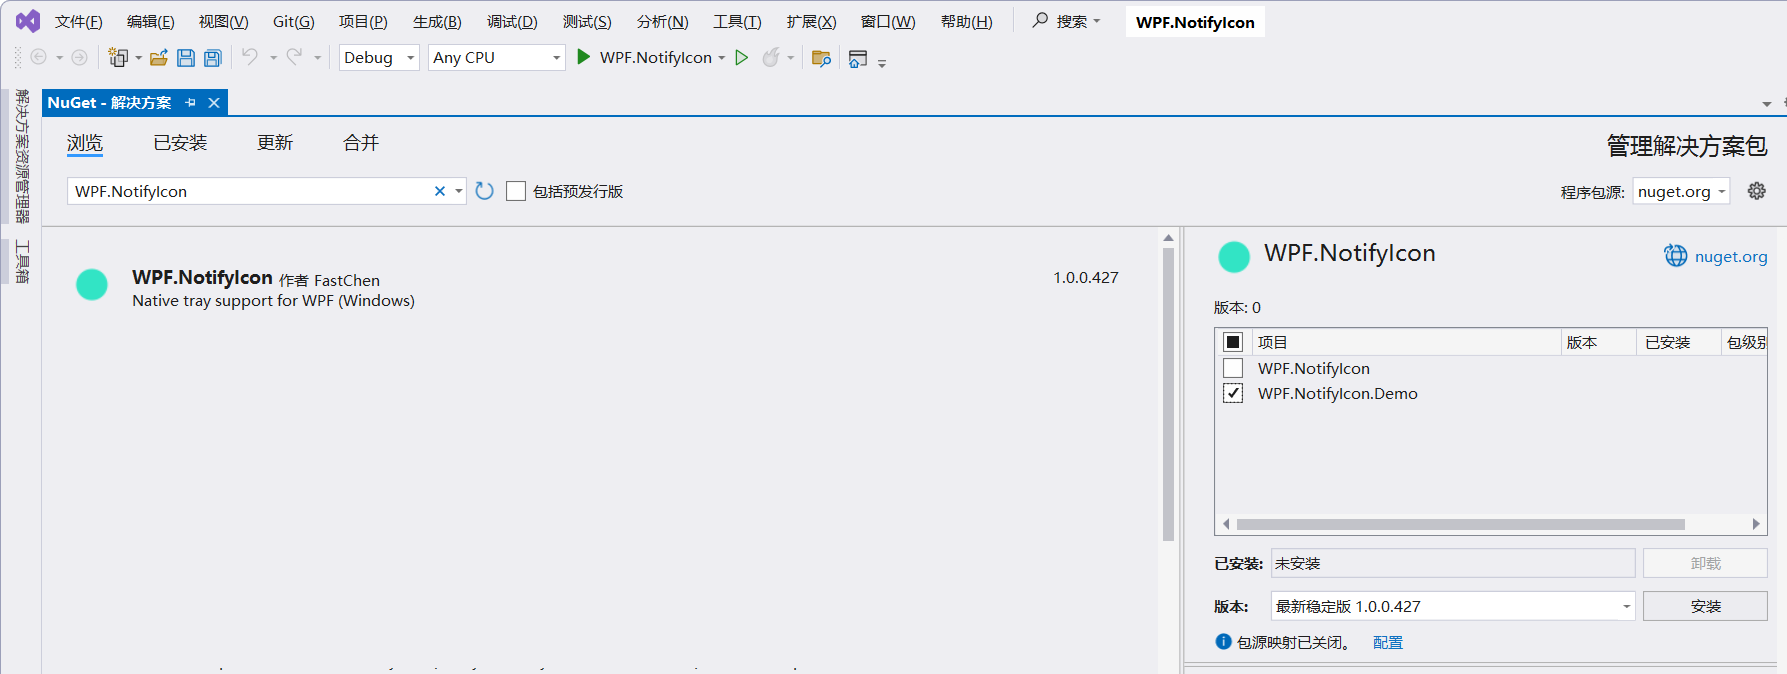 文件(F) 编辑(E) 视图(V) Git(G) 项目(P) 生成(B) 调试(D) 测试(S) 分析(N) 工具(T) 扩展(X) 窗口(W) 帮助(H) 搜索 WPF.NotifyIcon
Debug Any CPU WPF.NotifyIcon
解决方案资源管理器
工具箱
NuGet - 解决方案
浏览 已安装 更新 合并
管理解决方案包
WPF.NotifyIcon
包括预发行版
程序包源: nuget.org
WPF.NotifyIcon 作者 FastChen
1.0.0.427
Native tray support for WPF (Windows)
WPF.NotifyIcon
nuget.org
版本: 0
项目 版本 已安装 包级别
WPF.NotifyIcon
WPF.NotifyIcon.Demo
已安装: 未安装 卸载
版本: 最新稳定版 1.0.0.427 安装
包源映射已关闭。 配置